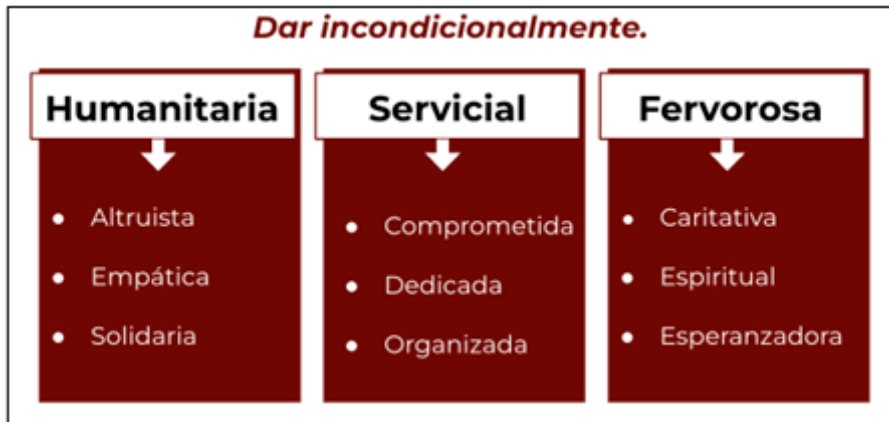 Dar incondicionalmente.
Humanitaria
Altruista
Empática
Solidaria
Servicial
Comprometida
Dedicada
Organizada
Fervorosa
Caritativa
Espiritual
Esperanzadora